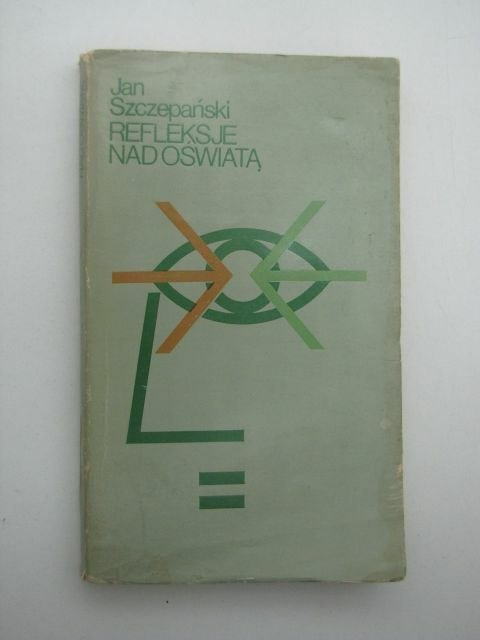 Jan
Szczepański
REFLEKSJE
NAD OŚWIATĄ